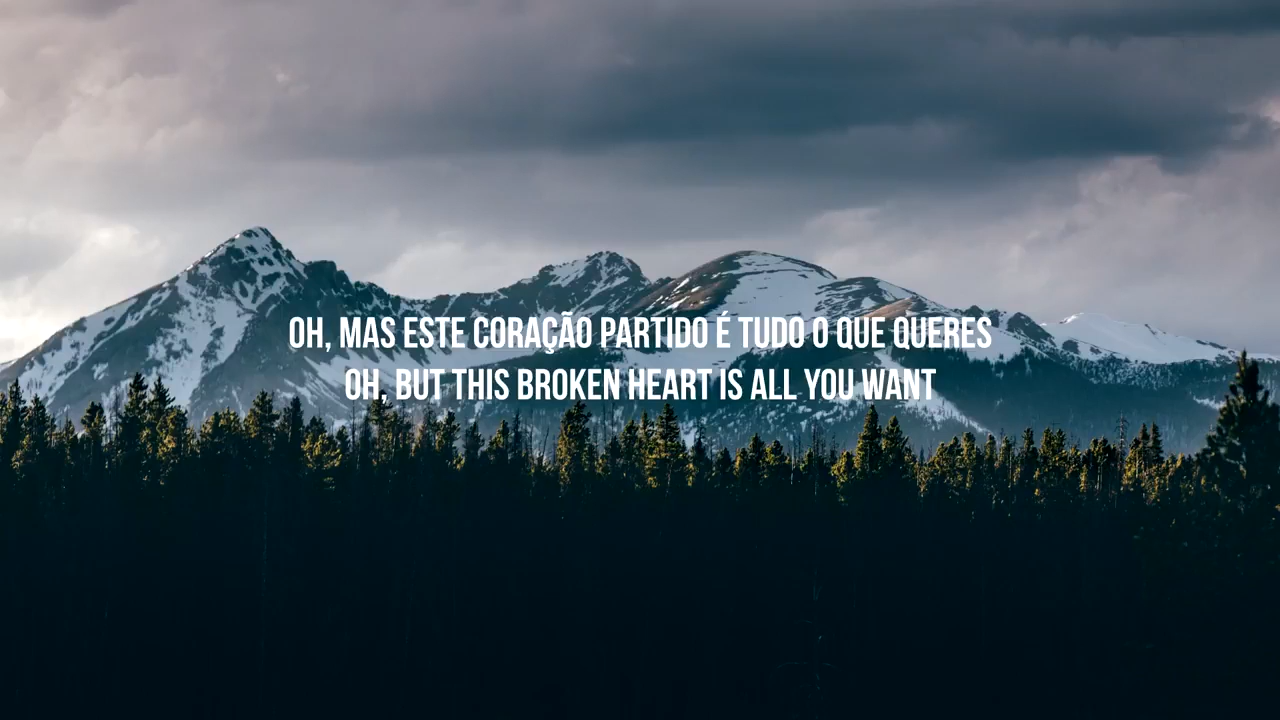 OH, MAS ESTE CORAÇÃO PARTIDO É TUDO O QUE QUERES
OH, BUT THIS BROKEN HEART IS ALL YOU WANT